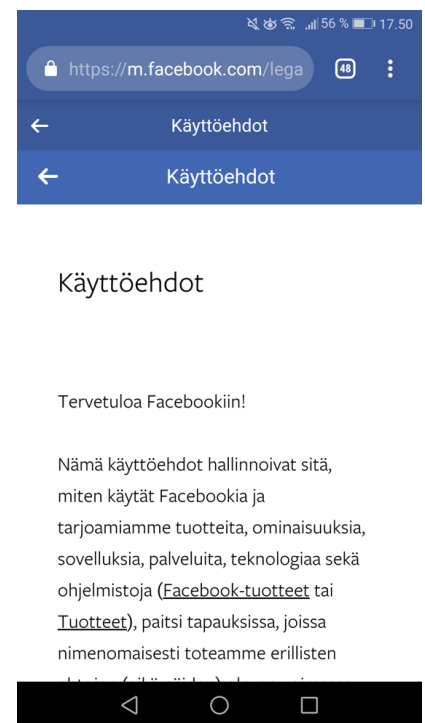 56 % 17.50
https://m.facebook.com/lega 48
Käyttöehdot
Käyttöehdot
Käyttöehdot
Tervetuloa Facebookiin!
Nämä käyttöehdot hallinnoivat sitä,
miten käytät Facebookia ja
tarjoamiamme tuotteita, ominaisuuksia,
sovelluksia, palveluita, teknologiaa sekä
ohjelmistoja (Facebook-tuotteet tai
Tuotteet), paitsi tapauksissa, joissa
nimenomaisesti toteamme erillisten